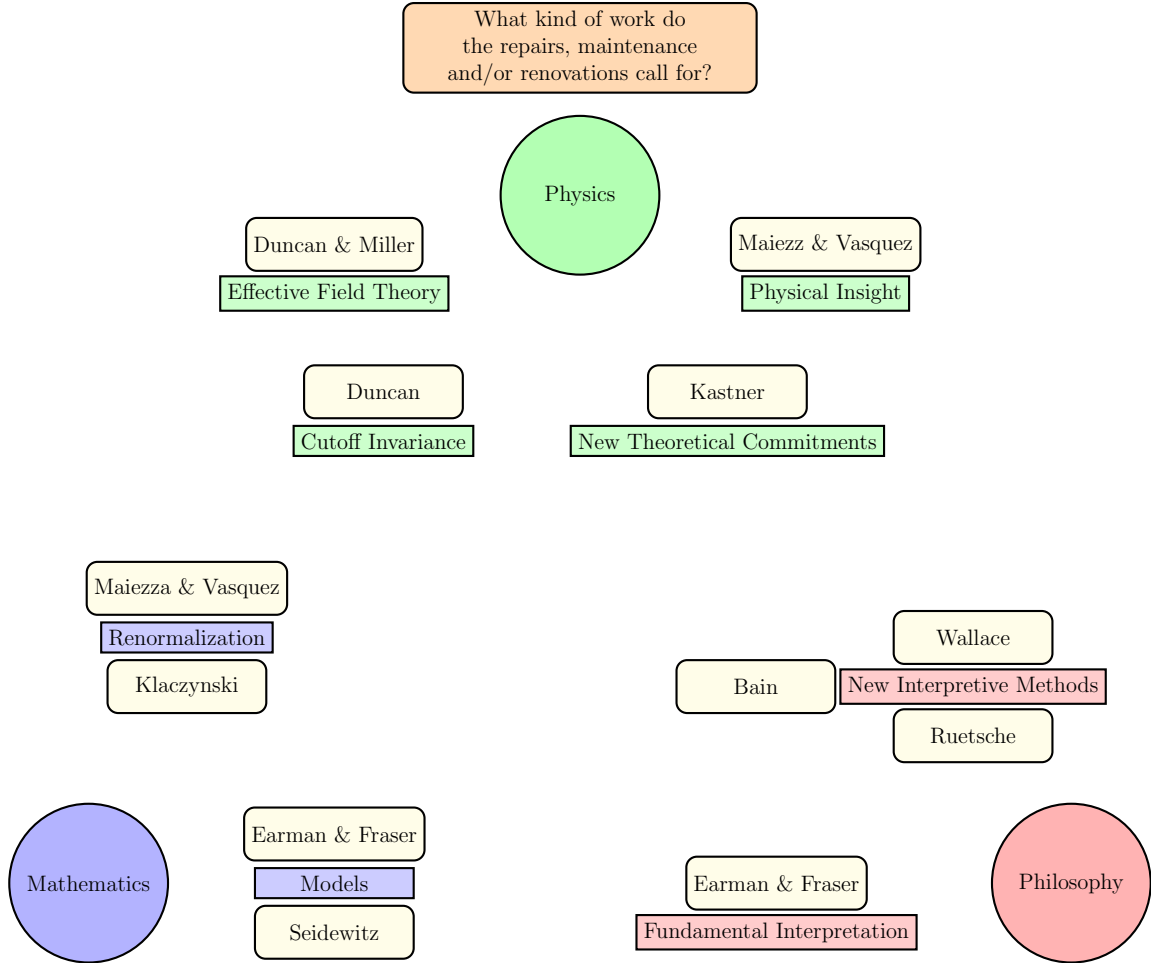 What kind of work do
the repairs, maintenance
and/or renovations call for?
Physics
Duncan & Miller
Effective Field Theory
Maiezz & Vasquez
Physical Insight
Duncan
Cutoff Invariance
Kastner
New Theoretical Commitments
Maiezza & Vasquez
Renormalization
Klaczynski
Wallace
Bain
New Interpretive Methods
Ruetsche
Mathematics
Earman & Fraser
Models
Seidewitz
Earman & Fraser
Fundamental Interpretation
Philosophy